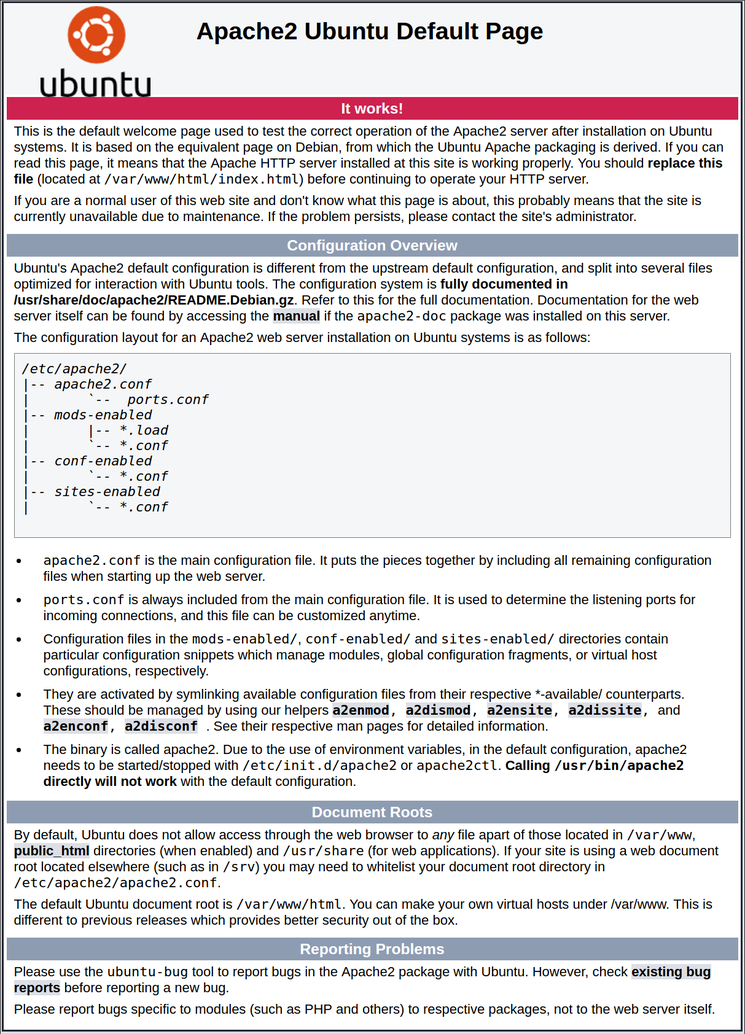 ubuntu
Apache2 Ubuntu Default Page
It works!
This is the default welcome page used to test the correct operation of the Apache2 server after installation on Ubuntu
systems. It is based on the equivalent page on Debian, from which the Ubuntu Apache packaging is derived. If you can
read this page, it means that the Apache HTTP server installed at this site is working properly. You should replace this
file (located at /var/www/html/index.html) before continuing to operate your HTTP server.
If you are a normal user of this web site and don't know what this page is about, this probably means that the site is
currently unavailable due to maintenance. If the problem persists, please contact the site's administrator.
Configuration Overview
Ubuntu's Apache2 default configuration is different from the upstream default configuration, and split into several files
optimized for interaction with Ubuntu tools. The configuration system is fully documented in
/usr/share/doc/apache2/README.Debian.gz. Refer to this for the full documentation. Documentation for the web
server itself can be found by accessing the manual if the apache2-doc package was installed on this server.
The configuration layout for an Apache2 web server installation on Ubuntu systems is as follows:
/etc/apache2/
|-- apache2.conf
|       `--  ports.conf
|-- mods-enabled
|       |-- *.load
|       `-- *.conf
|-- conf-enabled
|       `-- *.conf
|-- sites-enabled
|       `-- *.conf
• apache2.conf is the main configuration file. It puts the pieces together by including all remaining configuration
files when starting up the web server.
• ports.conf is always included from the main configuration file. It is used to determine the listening ports for
incoming connections, and this file can be customized anytime.
• Configuration files in the mods-enabled/, conf-enabled/ and sites-enabled/ directories contain
particular configuration snippets which manage modules, global configuration fragments, or virtual host
configurations, respectively.
• They are activated by symlinking available configuration files from their respective *-available/ counterparts.
These should be managed by using our helpers a2enmod, a2dismod, a2ensite, a2dissite, and
a2enconf, a2disconf . See their respective man pages for detailed information.
• The binary is called apache2. Due to the use of environment variables, in the default configuration, apache2
needs to be started/stopped with /etc/init.d/apache2 or apache2ctl. Calling /usr/bin/apache2
directly will not work with the default configuration.
Document Roots
By default, Ubuntu does not allow access through the web browser to any file apart of those located in /var/www,
public_html directories (when enabled) and /usr/share (for web applications). If your site is using a web document
root located elsewhere (such as in /srv) you may need to whitelist your document root directory in
/etc/apache2/apache2.conf.
The default Ubuntu document root is /var/www/html. You can make your own virtual hosts under /var/www. This is
different to previous releases which provides better security out of the box.
Reporting Problems
Please use the ubuntu-bug tool to report bugs in the Apache2 package with Ubuntu. However, check existing bug
reports before reporting a new bug.
Please report bugs specific to modules (such as PHP and others) to respective packages, not to the web server itself.